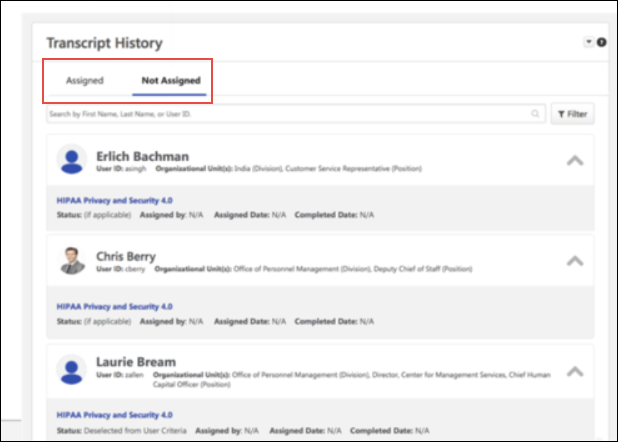 Transcript History
Assigned Not Assigned
Search by First Name, Last Name, or User ID.
Filter
Erlich Bachman
User ID: asingh Organizational Unit(s): India (Division), Customer Service Representative (Position)
HIPAA Privacy and Security 4.0
Status: (if applicable) Assigned by: N/A Assigned Date: N/A Completed Date: N/A
Chris Berry
User ID: cberry Organizational Unit(s): Office of Personnel Management (Division), Deputy Chief of Staff (Position)
HIPAA Privacy and Security 4.0
Status: (if applicable) Assigned by: N/A Assigned Date: N/A Completed Date: N/A
Laurie Bream
User ID: zallen Organizational Unit(s): Office of Personnel Management (Division), Director, Center for Management Services, Chief Human
Capital Officer (Position)
HIPAA Privacy and Security 4.0
Status: Deselected from User Criteria Assigned by: N/A Assigned Date: N/A Completed Date: N/A